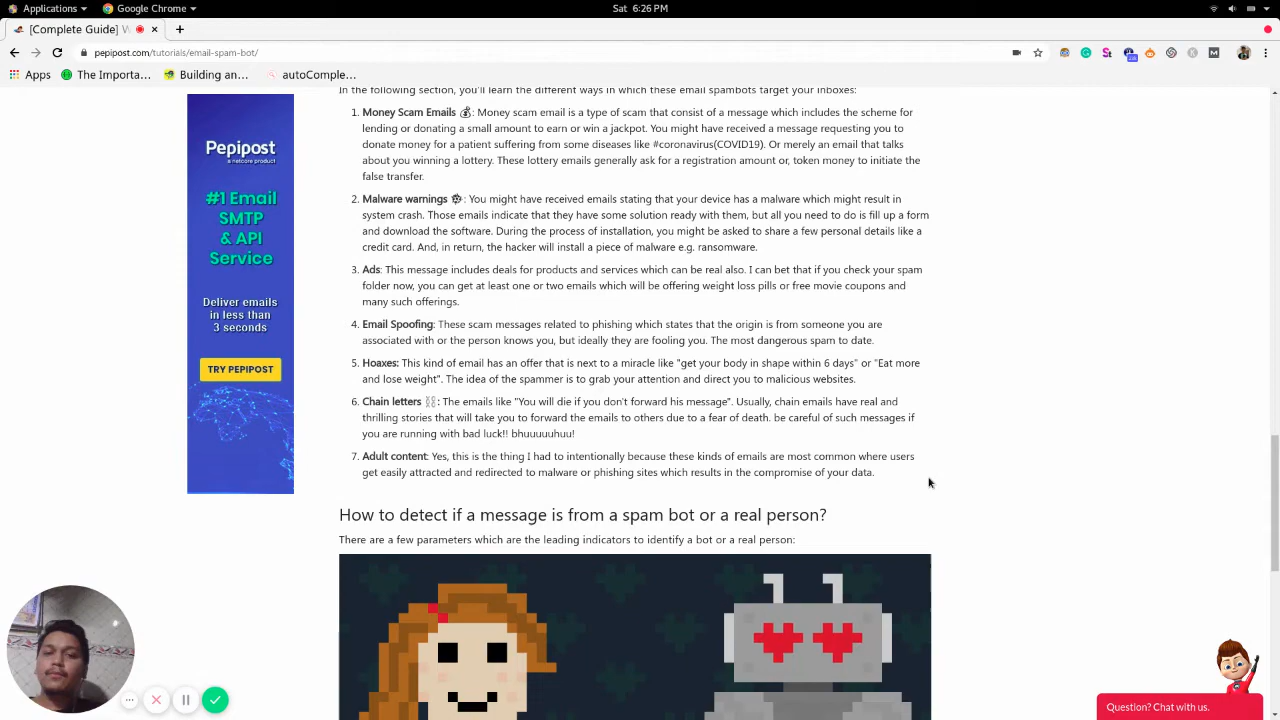 Applications
Google Chrome
Sat 6:26 PM
[Complete Guide] W
pepipost.com/tutorials/email-spam-bot/
Apps
The Importa...
Building an...
autoComple...
In the following section, you'll learn the different ways in which these email spambots target your inboxes:
1. Money Scam Emails 💰: Money scam email is a type of scam that consist of a message which includes the scheme for
lending or donating a small amount to earn or win a jackpot. You might have received a message requesting you to
donate money for a patient suffering from some diseases like #coronavirus(COVID19). Or merely an email that talks
about you winning a lottery. These lottery emails generally ask for a registration amount or, token money to initiate the
false transfer.
2. Malware warnings : You might have received emails stating that your device has a malware which might result in
system crash. Those emails indicate that they have some solution ready with them, but all you need to do is fill up a form
and download the software. During the process of installation, you might be asked to share a few personal details like a
credit card. And, in return, the hacker will install a piece of malware e.g. ransomware.
3. Ads: This message includes deals for products and services which can be real also. I can bet that if you check your spam
folder now, you can get at least one or two emails which will be offering weight loss pills or free movie coupons and
many such offerings.
4. Email Spoofing: These scam messages related to phishing which states that the origin is from someone you are
associated with or the person knows you, but ideally they are fooling you. The most dangerous spam to date.
5. Hoaxes: This kind of email has an offer that is next to a miracle like "get your body in shape within 6 days" or "Eat more
and lose weight". The idea of the spammer is to grab your attention and direct you to malicious websites.
6. Chain letters ⛓: The emails like "You will die if you don't forward his message". Usually, chain emails have real and
thrilling stories that will take you to forward the emails to others due to a fear of death. be careful of such messages if
you are running with bad luck!! bhuuuuhuu!
7. Adult content: Yes, this is the thing I had to intentionally because these kinds of emails are most common where users
get easily attracted and redirected to malware or phishing sites which results in the compromise of your data.
How to detect if a message is from a spam bot or a real person?
There are a few parameters which are the leading indicators to identify a bot or a real person:
Pepipost
a netcore product
#1 Email
SMTP
& API
Service
Deliver emails
in less than
3 seconds
TRY PEPIPOST
Question? Chat with us.